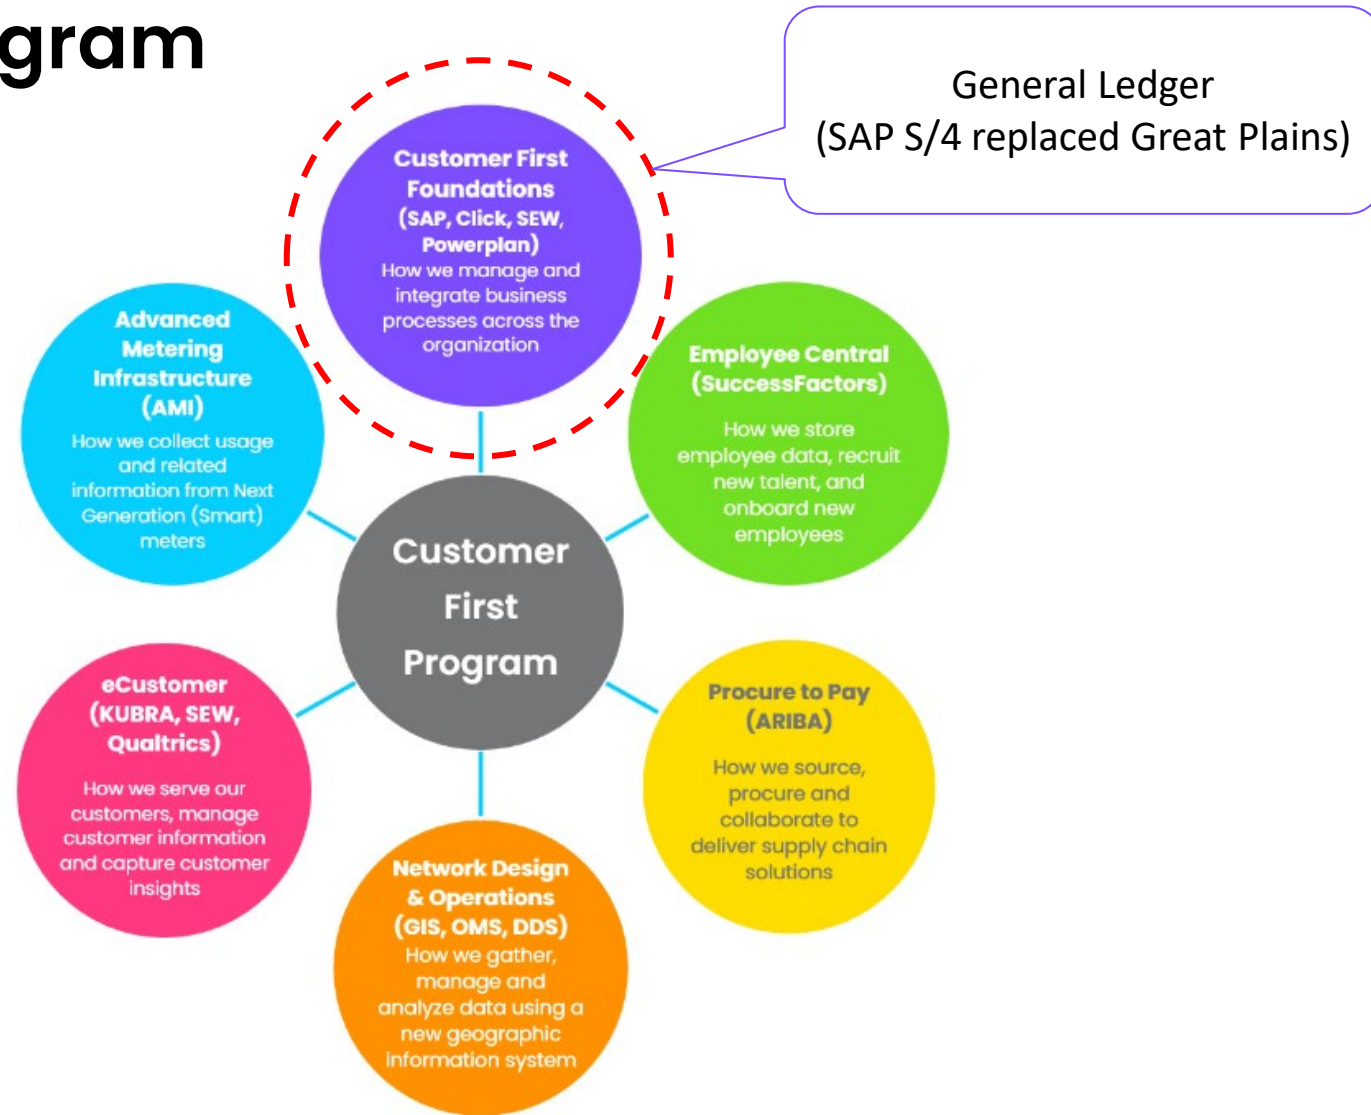 gram
General Ledger
(SAP S/4 replaced Great Plains)
Customer First
Foundations
(SAP, Click, SEW,
Powerplan)
How we manage and
integrate business
processes across the
organization
Advanced
Metering
Infrastructure
(AMI)
How we collect usage
and related
information from Next
Generation (Smart)
meters
Employee Central
(SuccessFactors)
How we store
employee data, recruit
new talent, and
onboard new
employees
Customer
First
Program
eCustomer
(KUBRA, SEW,
Qualtrics)
How we serve our
customers, manage
customer information
and capture customer
insights
Procure to Pay
(ARIBA)
How we source,
procure and
collaborate to
deliver supply chain
solutions
Network Design
& Operations
(GIS, OMS, DDS)
How we gather,
manage and
analyze data using a
new geographic
information system